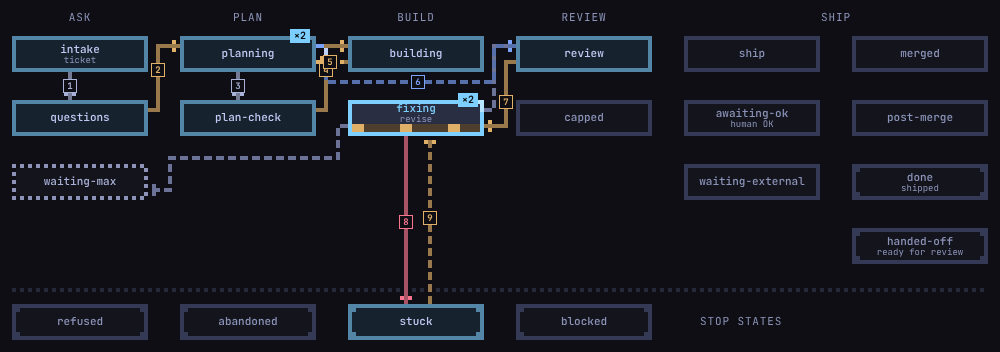 ASK PLAN BUILD REVIEW SHIP
×2
intake planning building review ship merged
ticket
5
2
6
1 3
×2
fixing
revise
7
questions plan-check capped awaiting-ok post-merge
human OK
waiting-max waiting-external done
shipped
8 9
handed-off
ready for review
refused abandoned stuck blocked STOP STATES